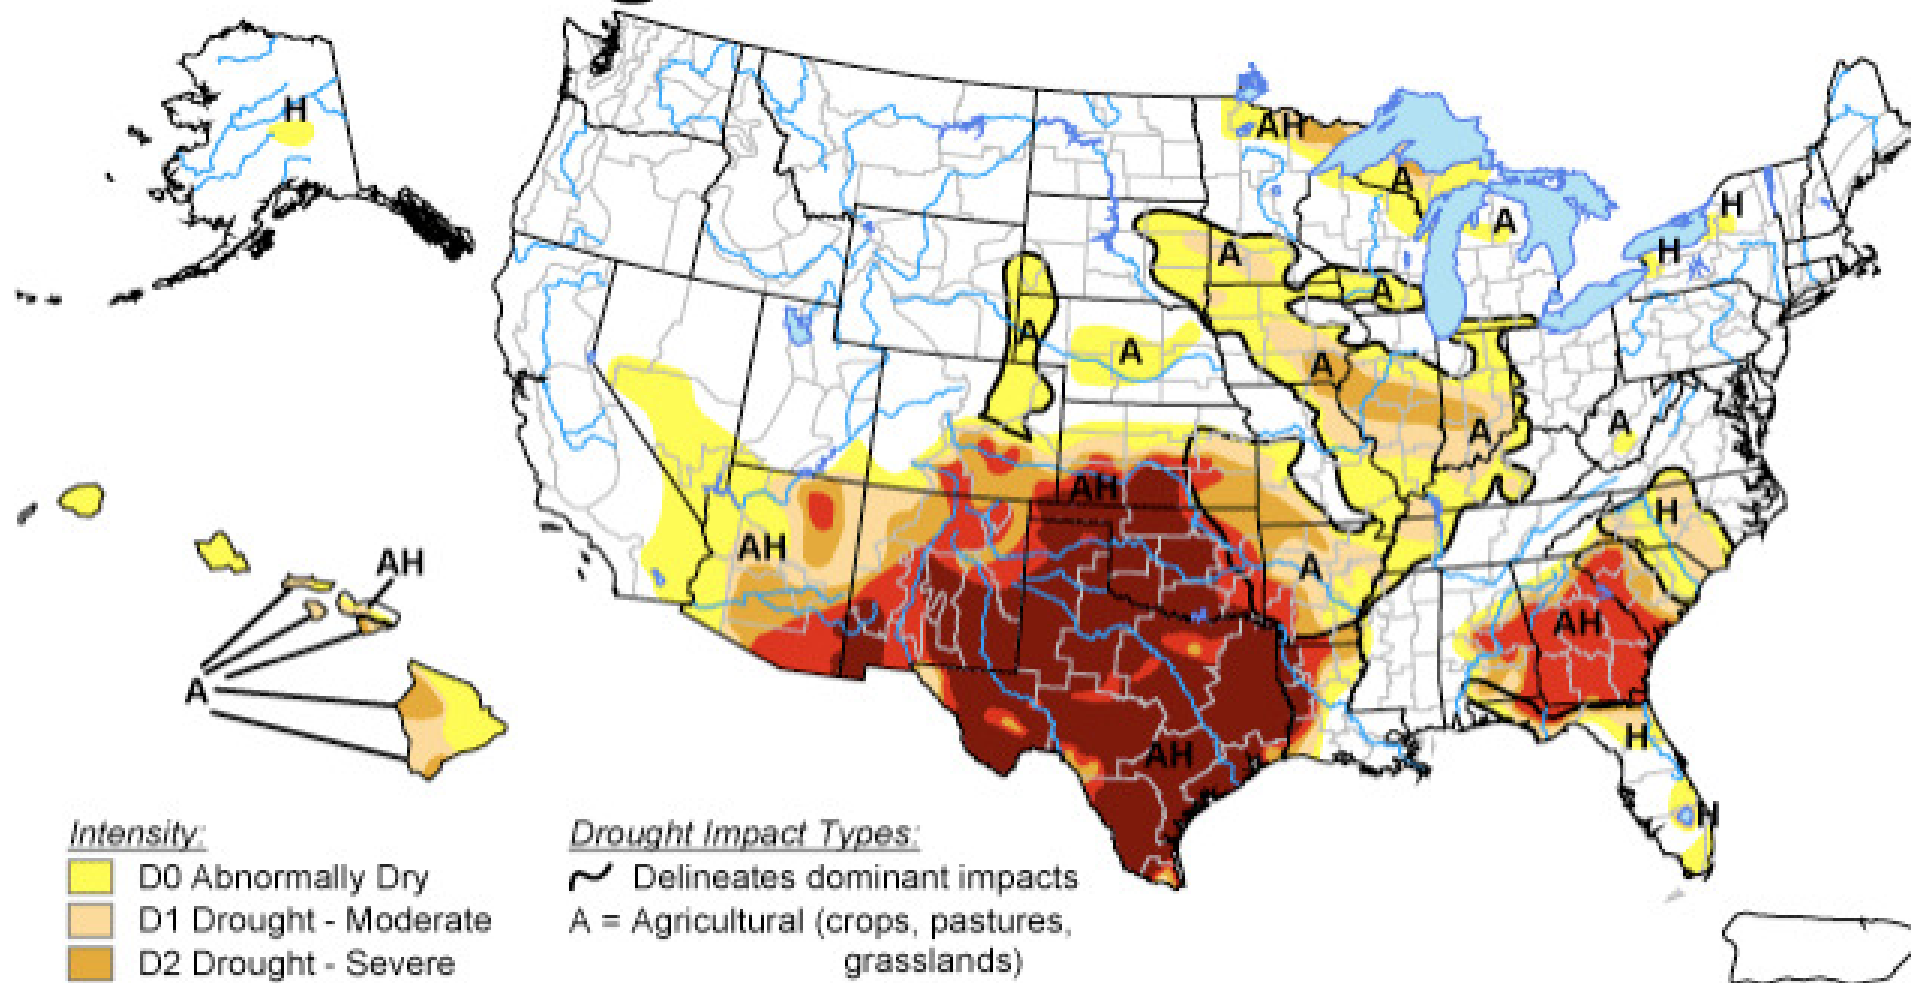 H
AH
A
A
H
H
A
A
A
A
A
A
A
AH
H
AH
A
AH
AH
A
AH
H
AH
H
Intensity:
D0 Abnormally Dry
D1 Drought - Moderate
D2 Drought - Severe
Drought Impact Types:
Delineates dominant impacts
A = Agricultural (crops, pastures,
grasslands)